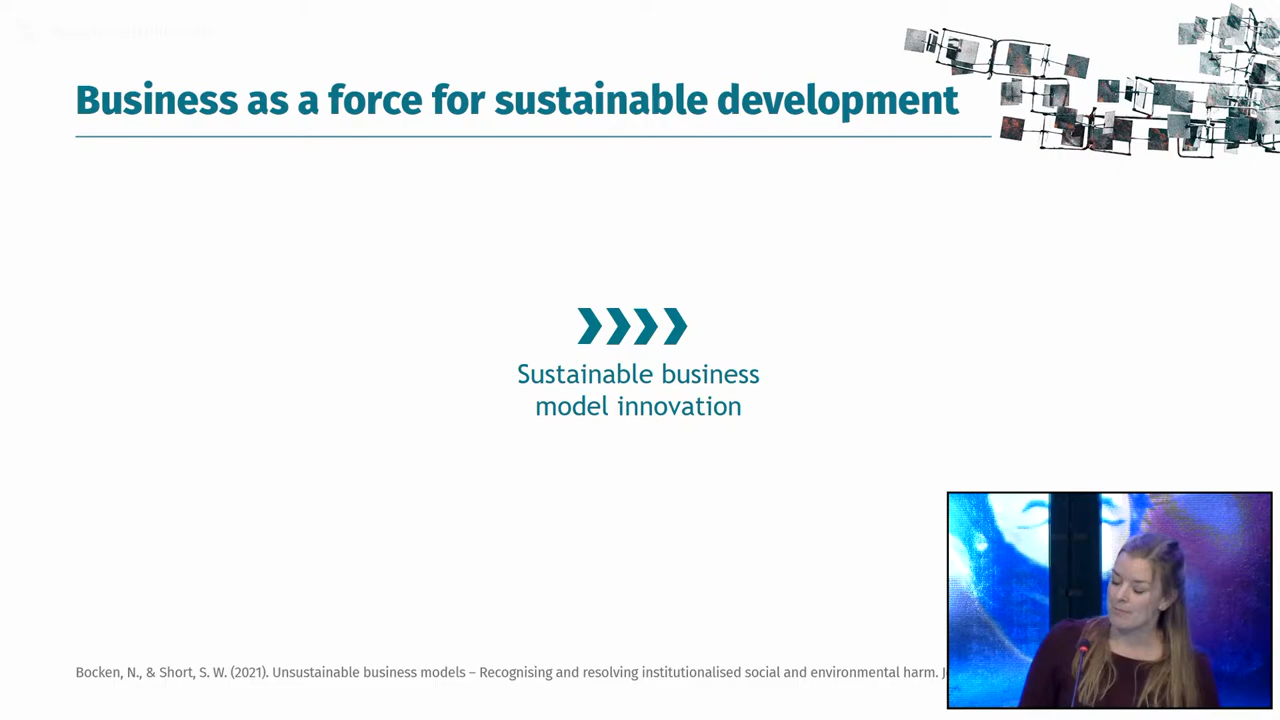 Business as a force for sustainable development
Sustainable business
model innovation
Bocken, N., & Short, S. W. (2021). Unsustainable business models – Recognising and resolving institutionalised social and environmental harm.